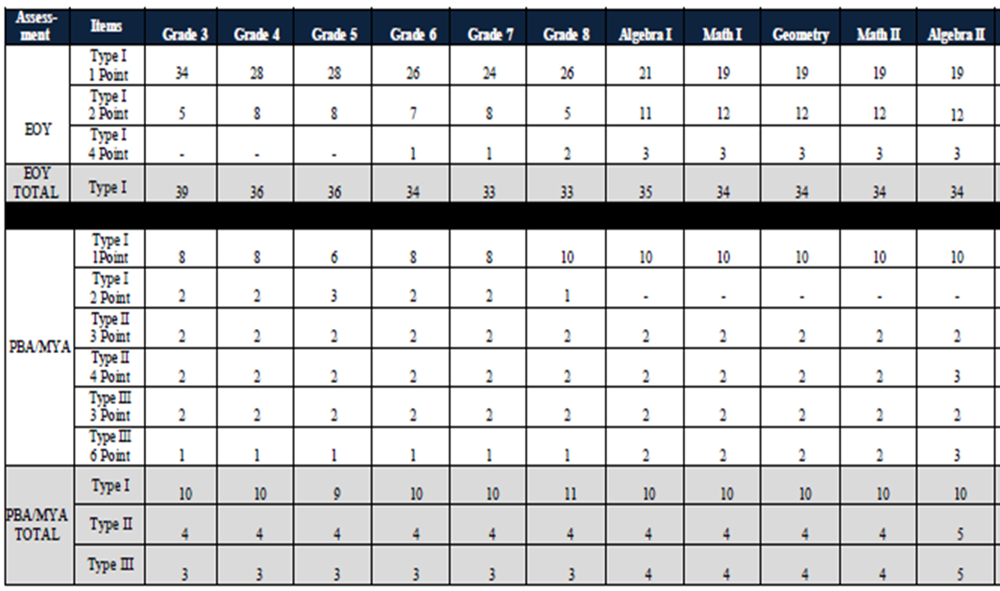 Assess-
ment Items Grade 3 Grade 4 Grade 5 Grade 6 Grade 7 Grade 8 Algebra I Math I Geometry Math II Algebra II
EOY
Type I
1 Point 34 28 28 26 24 26 21 19 19 19 19
Type I
2 Point 5 8 8 7 8 5 11 12 12 12 12
Type I
4 Point - - - 1 1 2 3 3 3 3 3
EOY
TOTAL Type I 39 36 36 34 33 33 35 34 34 34 34
PBA/MYA
Type I
1Point 8 8 6 8 8 10 10 10 10 10 10
Type I
2 Point 2 2 3 2 2 1 - - - - -
Type II
3 Point 2 2 2 2 2 2 2 2 2 2 2
Type II
4 Point 2 2 2 2 2 2 2 2 2 2 3
Type III
3 Point 2 2 2 2 2 2 2 2 2 2 2
Type III
6 Point 1 1 1 1 1 1 2 2 2 2 3
PBA/MYA
TOTAL
Type I 10 10 9 10 10 11 10 10 10 10 10
Type II 4 4 4 4 4 4 4 4 4 4 5
Type III 3 3 3 3 3 3 4 4 4 4 5